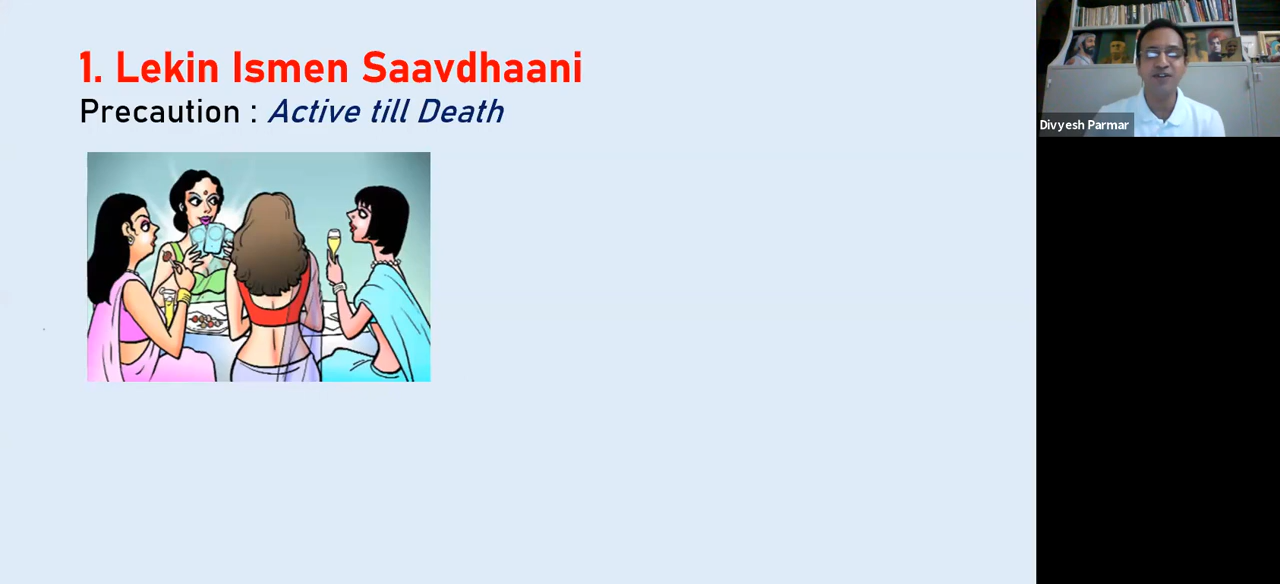 1. Lekin Ismen Saavdhaani
Precaution : Active till Death
Divyesh Parmar